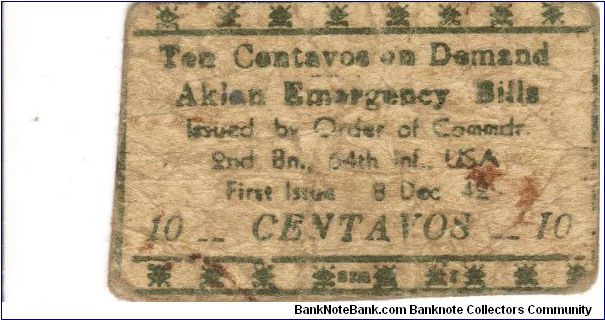 Ten Centavos on Demand
Aklan Emergency Bills
Issued by Order of Commdr.
2nd Bn., 64th Inf., USA
First Issue 8 Dec 42
10 -- CENTAVOS -- 10
BankNoteBank.com Banknote Collectors Community